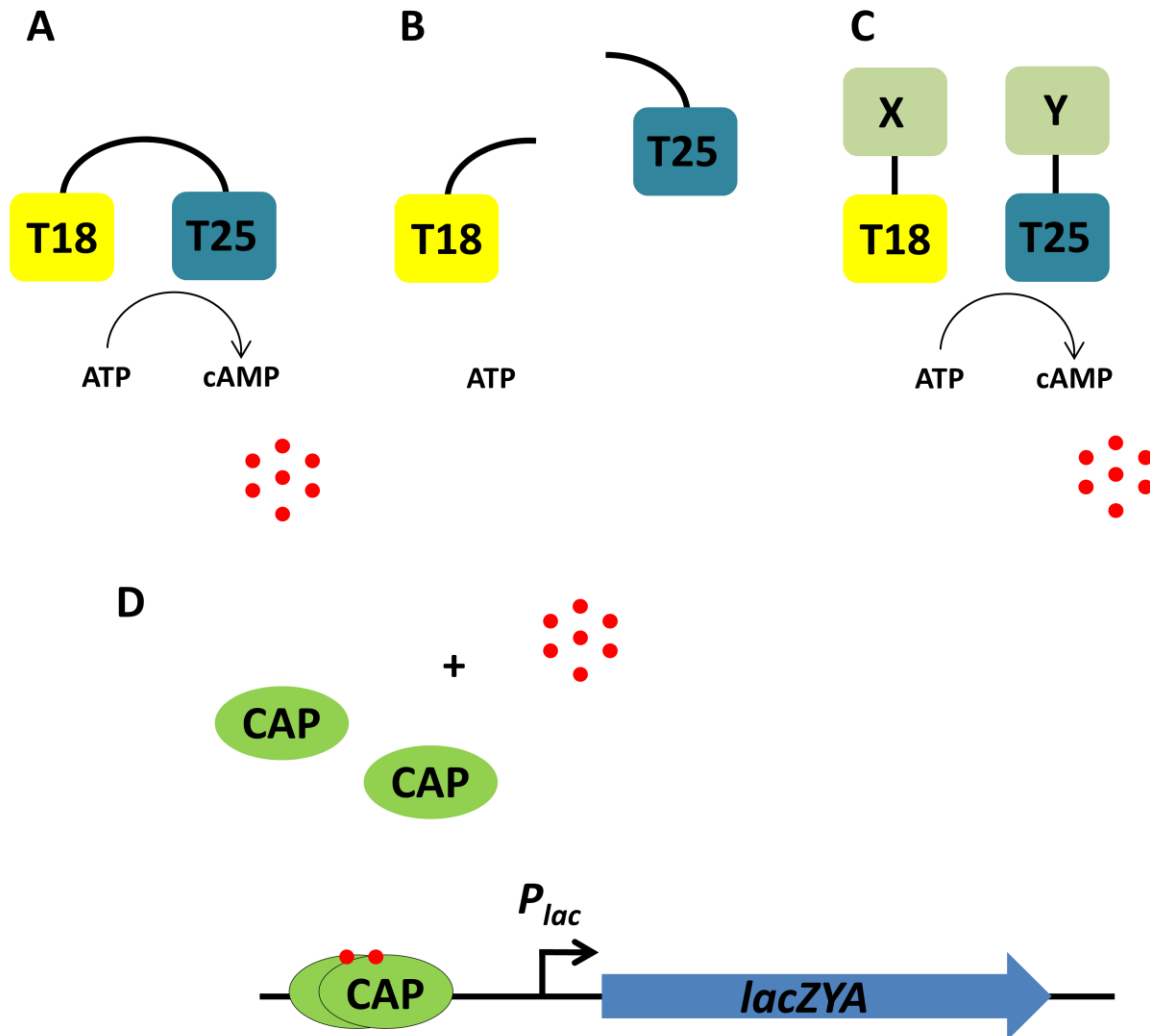 A
B
C
T18
T25
ATP
cAMP
T18
T25
ATP
X
Y
T18
T25
ATP
cAMP
D
+
CAP
CAP
Plac
CAP
lacZYA